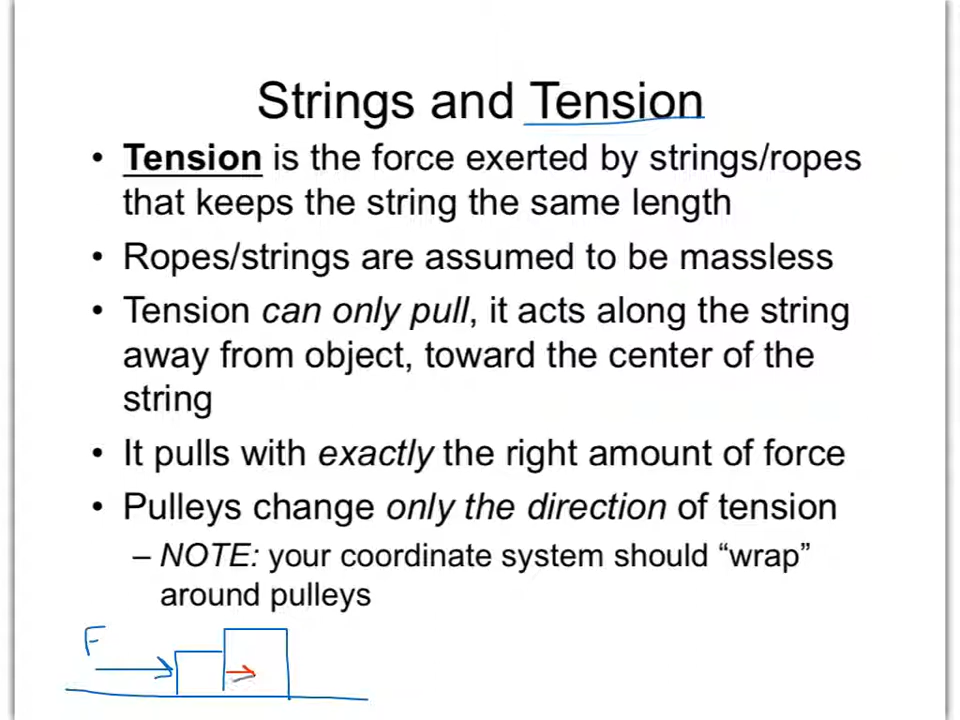 Strings and Tension
• Tension is the force exerted by strings/ropes
that keeps the string the same length
• Ropes/strings are assumed to be massless
• Tension can only pull, it acts along the string
away from object, toward the center of the
string
• It pulls with exactly the right amount of force
• Pulleys change only the direction of tension
– NOTE: your coordinate system should “wrap”
around pulleys
F